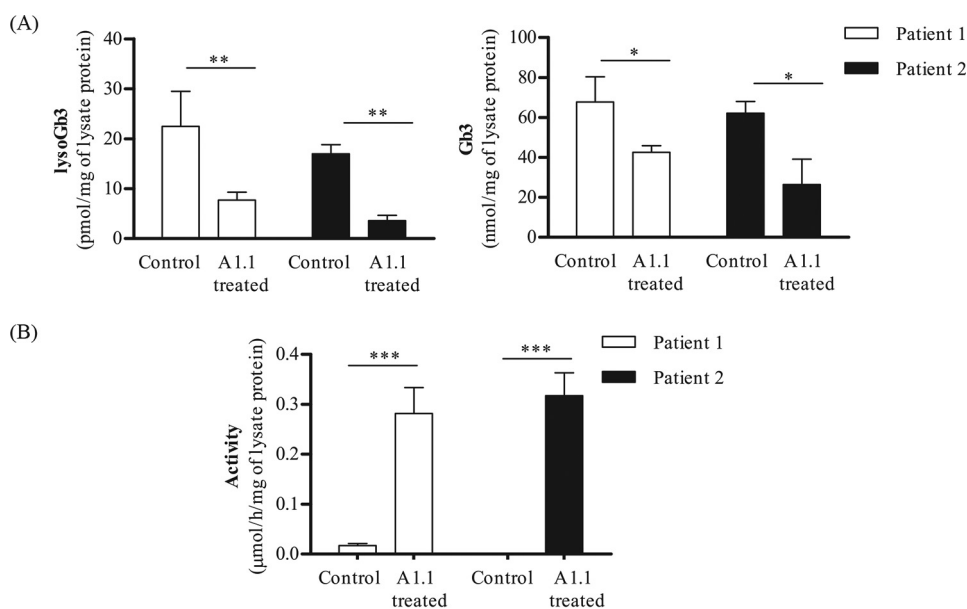 (A)
lysoGb3
(pmol/mg of lysate protein)
40
30
20
10
0
**
**
Control
A1.1
treated
Control
A1.1
treated
Gb3
(nmol/mg of lysate protein)
100
80
60
40
20
0
*
*
Control
A1.1
treated
Control
A1.1
treated
Patient 1
Patient 2
(B)
Activity
(μmol/h/mg of lysate protein)
0.4
0.3
0.2
0.1
0.0
***
***
Control
A1.1
treated
Control
A1.1
treated
Patient 1
Patient 2